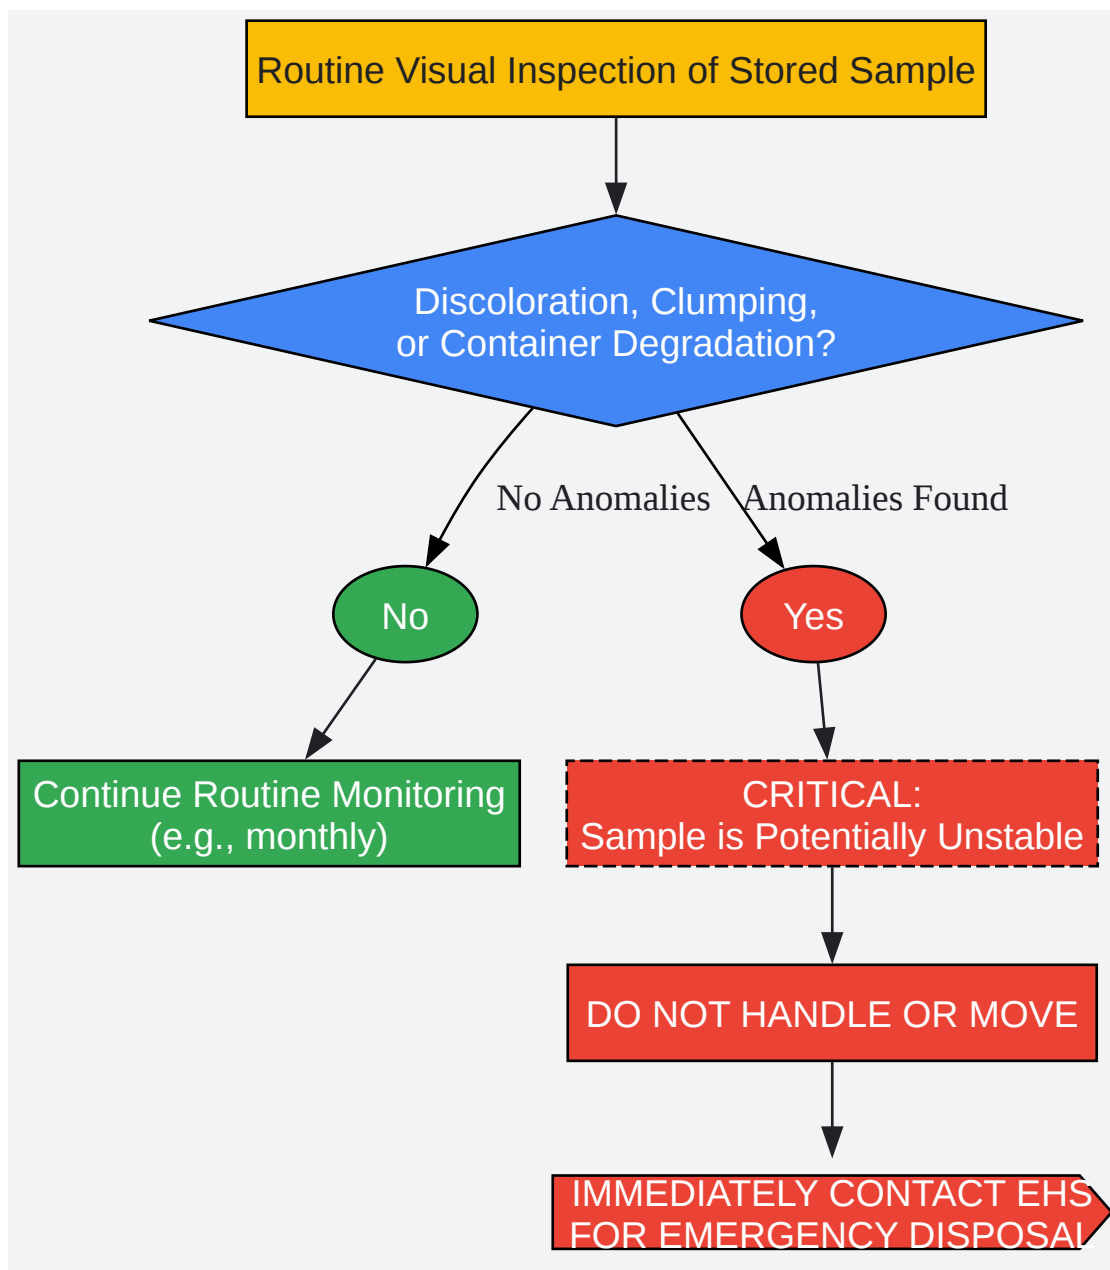 Routine Visual Inspection of Stored Sample
Discoloration, Clumping,
or Container Degradation?
No Anomalies
Anomalies Found
No
Yes
Continue Routine Monitoring
(e.g., monthly)
CRITICAL:
Sample is Potentially Unstable
DO NOT HANDLE OR MOVE
IMMEDIATELY CONTACT EHS
FOR EMERGENCY DISPOSAL